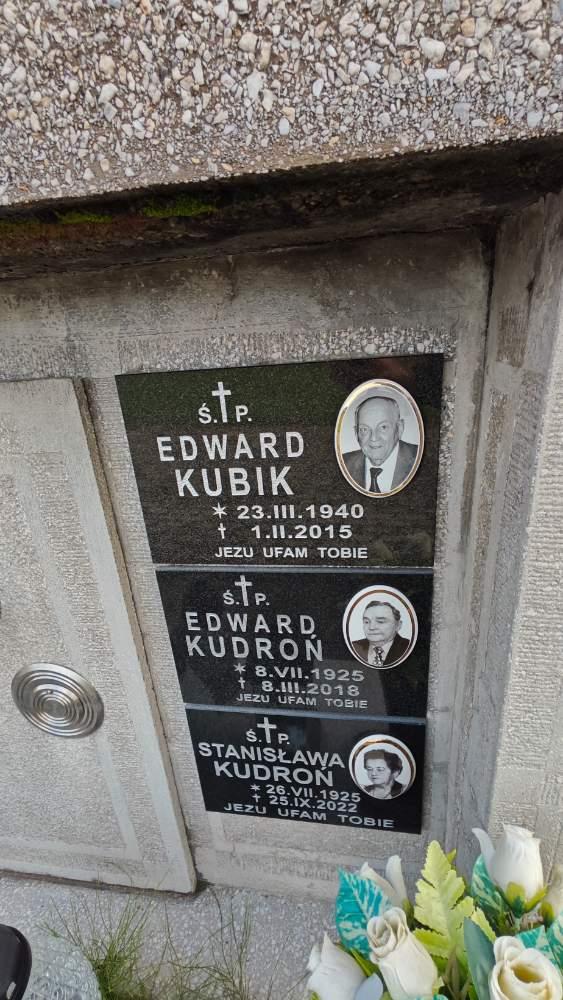 Ś. P.
EDWARD
KUBIK
* 23.III.1940
† 1.II.2015
JEZU UFAM TOBIE
Ś. P.
EDWARD
KUDROŃ
* 8.VII.1925
† 8.III.2018
JEZU UFAM TOBIE
Ś. P.
STANISŁAWA
KUDROŃ
* 26.VII.1925
† 25.IX.2022
JEZU UFAM TOBIE